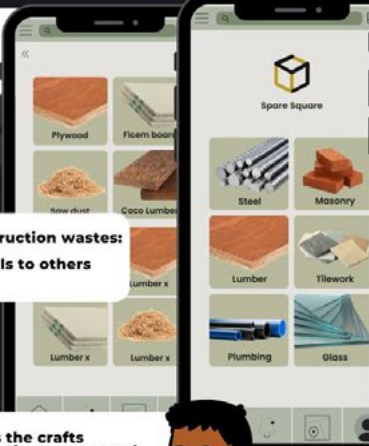 Plywood
Ficem board
Saw dust
Coco Lumber
ruction wastes:
ls to others
Lumber x
Lumber x
Lumber x
s the crafts
Spare Square
Steel
Masonry
Lumber
Tilework
Plumbing
Glass